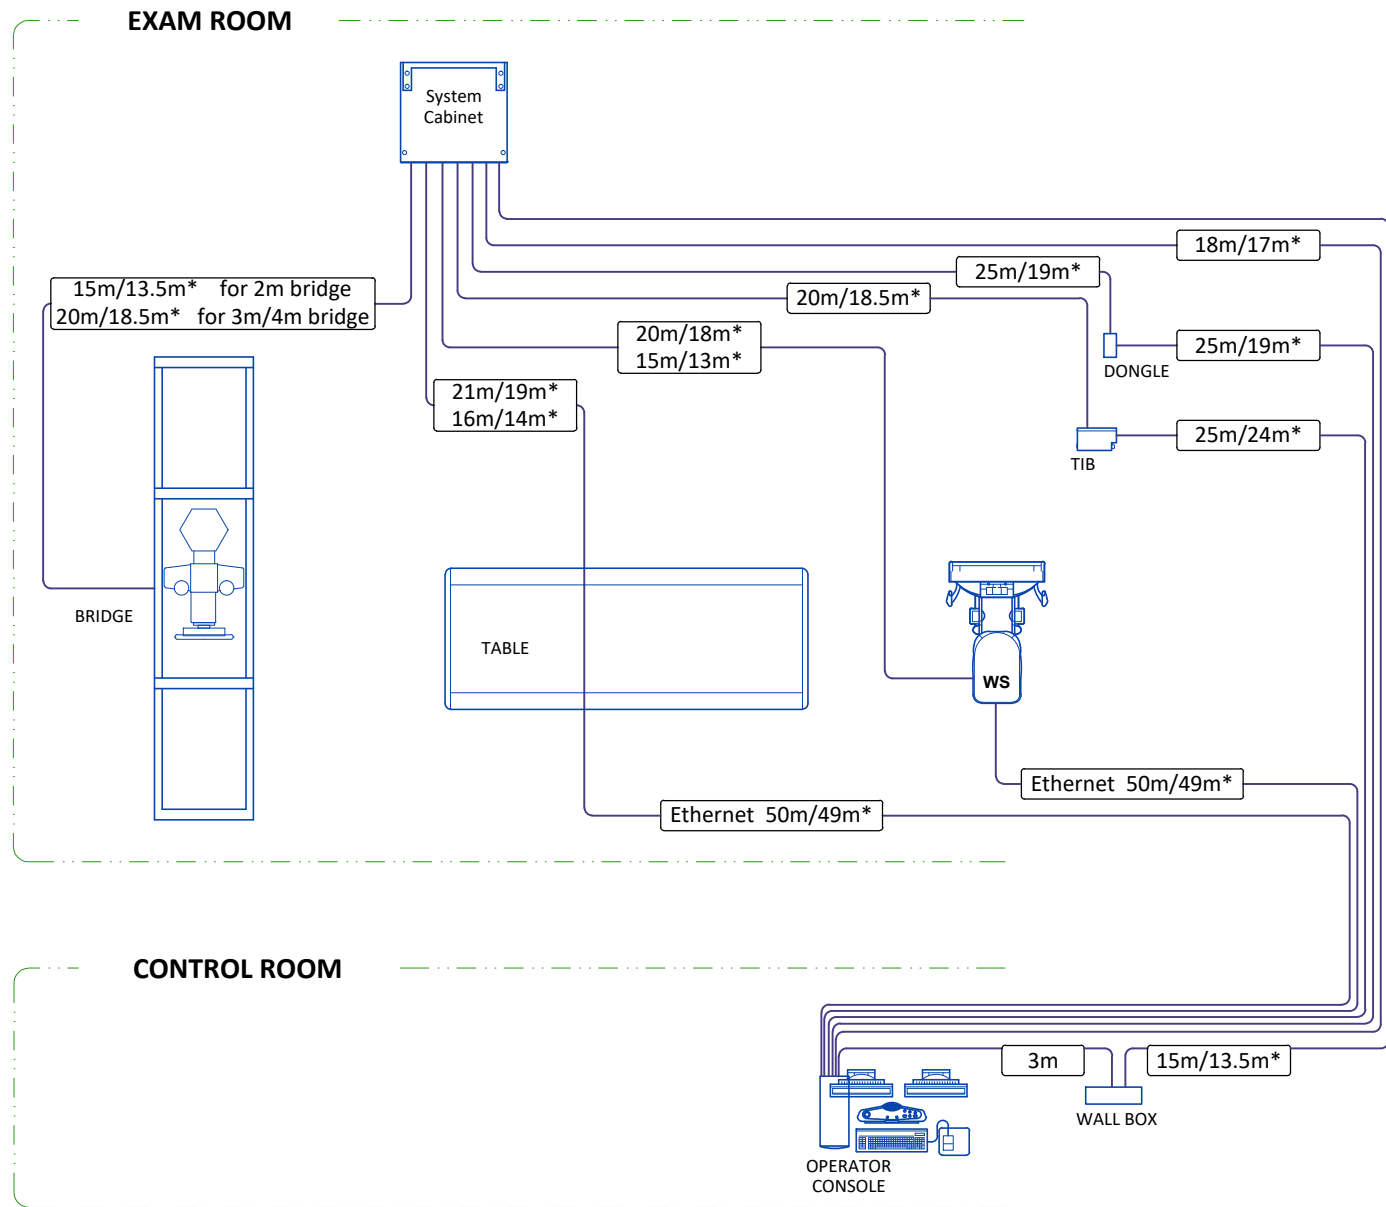 EXAM ROOM
System
Cabinet
18m/17m*
25m/19m*
15m/13.5m* for 2m bridge
20m/18.5m* for 3m/4m bridge
20m/18.5m*
20m/18m*
15m/13m*
25m/19m*
DONGLE
21m/19m*
16m/14m*
25m/24m*
TIB
BRIDGE
TABLE
WS
Ethernet 50m/49m*
Ethernet 50m/49m*
CONTROL ROOM
3m
15m/13.5m*
WALL BOX
OPERATOR
CONSOLE